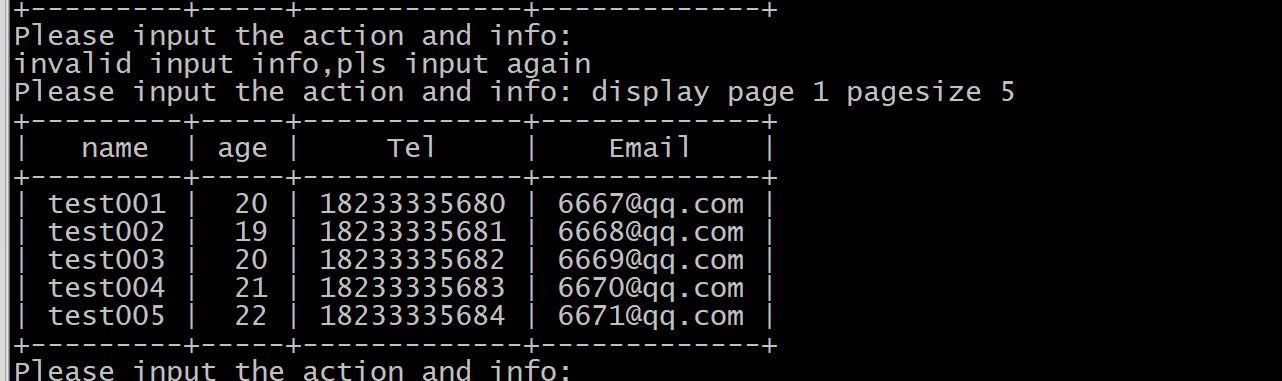 +---------+-----+-------------+-------------+
Please input the action and info:
invalid input info,pls input again
Please input the action and info: display page 1 pagesize 5
+---------+-----+-------------+-------------+
|   name  | age |     Tel     |    Email    |
+---------+-----+-------------+-------------+
| test001 |  20 | 18233335680 | 6667@qq.com |
| test002 |  19 | 18233335681 | 6668@qq.com |
| test003 |  20 | 18233335682 | 6669@qq.com |
| test004 |  21 | 18233335683 | 6670@qq.com |
| test005 |  22 | 18233335684 | 6671@qq.com |
+---------+-----+-------------+-------------+
Please input the action and info: